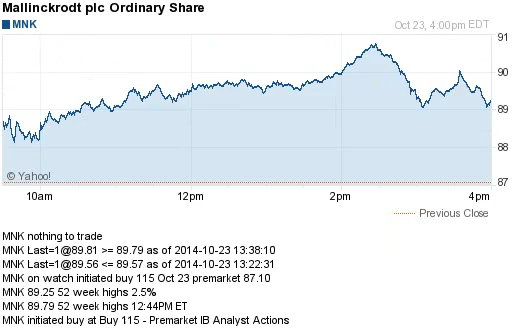 Mallinckrodt plc Ordinary Share
MNK
Oct 23, 4:00pm EDT
91
90
89
88
87
© Yahoo!
10am 12pm 2pm 4pm
Previous Close
MNK nothing to trade
MNK Last=1@89.81 >= 89.79 as of 2014-10-23 13:38:10
MNK Last=1@89.56 <= 89.57 as of 2014-10-23 13:22:31
MNK on watch initiated buy 115 Oct 23 premarket 87.10
MNK 89.25 52 week highs 2.5%
MNK 89.79 52 week highs 12:44PM ET
MNK initiated buy at Buy 115 - Premarket IB Analyst Actions